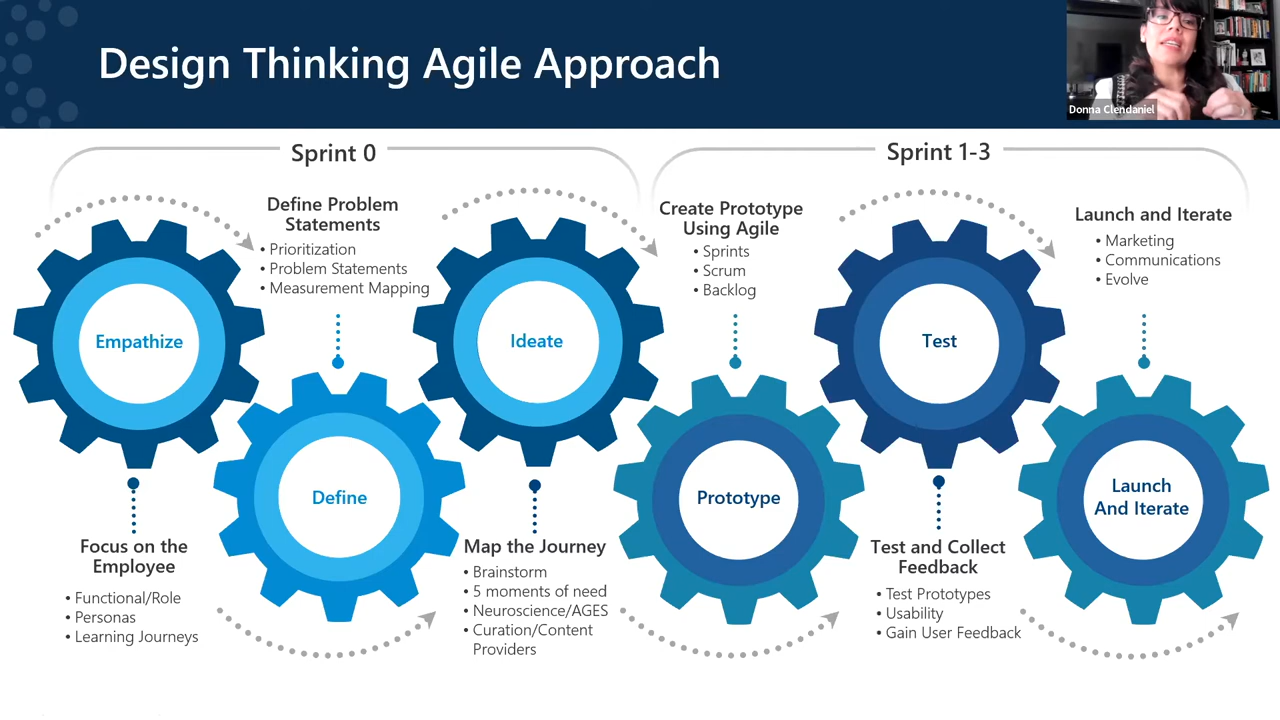 Design Thinking Agile Approach
Donna Clendaniel
Sprint 0
Sprint 1-3
Empathize
Focus on the
Employee
• Functional/Role
• Personas
• Learning Journeys
Define Problem
Statements
• Prioritization
• Problem Statements
• Measurement Mapping
Define
Ideate
Map the Journey
• Brainstorm
• 5 moments of need
• Neuroscience/AGES
• Curation/Content
Providers
Create Prototype
Using Agile
• Sprints
• Scrum
• Backlog
Prototype
Test
Test and Collect
Feedback
• Test Prototypes
• Usability
• Gain User Feedback
Launch and Iterate
• Marketing
• Communications
• Evolve
Launch
And Iterate